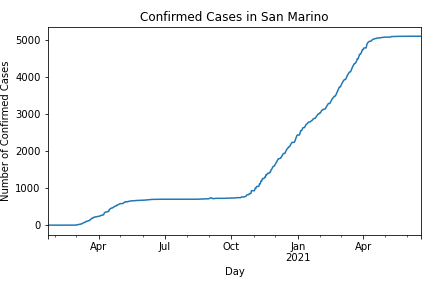 Confirmed Cases in San Marino
Number of Confirmed Cases
5000
4000
3000
2000
1000
0
Apr
Jul
Oct
Jan
2021
Apr
Day